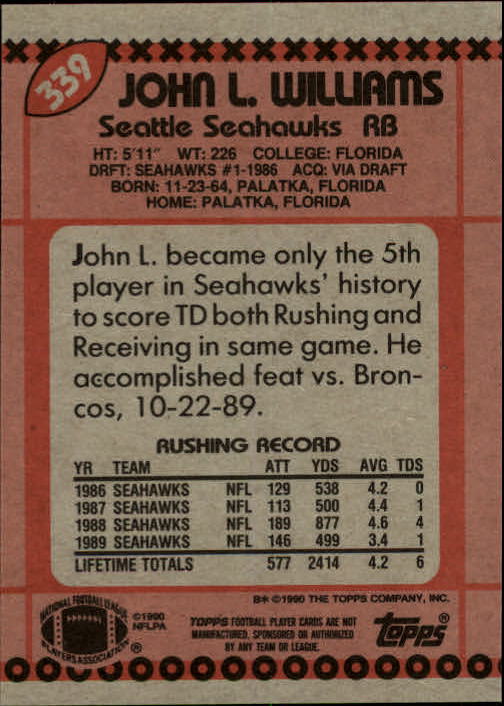 339
JOHN L. WILLIAMS
Seattle Seahawks RB
HT: 5'11" WT: 226 COLLEGE: FLORIDA
DRFT: SEAHAWKS #1-1986 ACQ: VIA DRAFT
BORN: 11-23-64, PALATKA, FLORIDA
HOME: PALATKA, FLORIDA
John L. became only the 5th
player in Seahawks' history
to score TD both Rushing and
Receiving in same game. He
accomplished feat vs. Bron-
cos, 10-22-89.
RUSHING RECORD
YR TEAM ATT YDS AVG TDS
1986 SEAHAWKS NFL 129 538 4.2 0
1987 SEAHAWKS NFL 113 500 4.4 1
1988 SEAHAWKS NFL 189 877 4.6 4
1989 SEAHAWKS NFL 146 499 3.4 1
LIFETIME TOTALS 577 2414 4.2 6
B* ©1990 THE TOPPS COMPANY, INC.
NATIONAL FOOTBALL LEAGUE
PLAYERS ASSOCIATION ®
©1990
NFLPA
TOPPS FOOTBALL PLAYER CARDS ARE NOT
MANUFACTURED, SPONSORED OR AUTHORIZED
BY ANY TEAM OR LEAGUE.
topps®